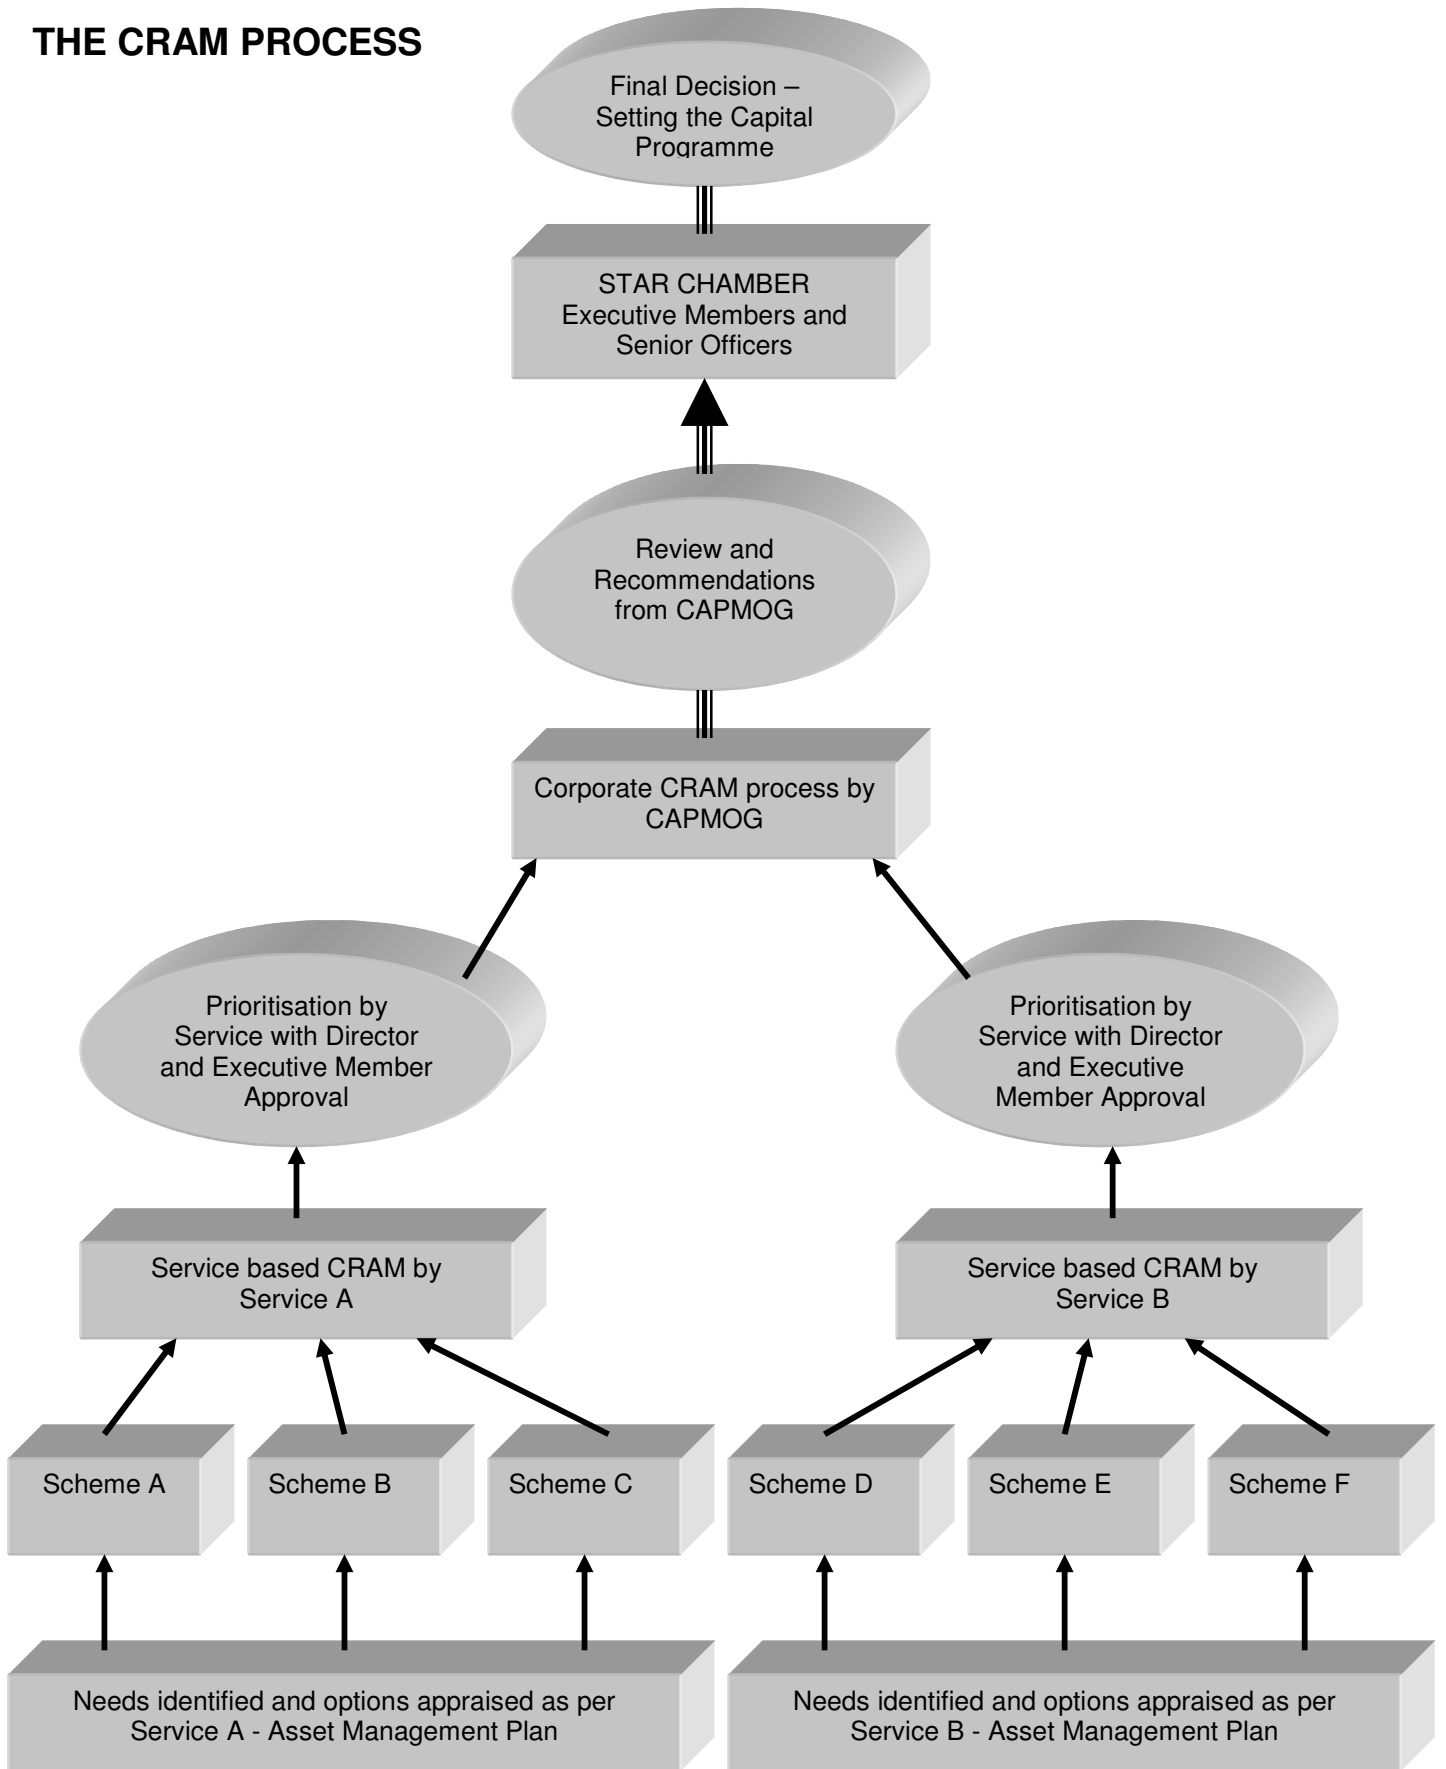 THE CRAM PROCESS
Final Decision –
Setting the Capital
Programme
STAR CHAMBER
Executive Members and
Senior Officers
Review and
Recommendations
from CAPMOG
Corporate CRAM process by
CAPMOG
Prioritisation by
Service with Director
and Executive Member
Approval
Prioritisation by
Service with Director
and Executive
Member Approval
Service based CRAM by
Service A
Service based CRAM by
Service B
Scheme A
Scheme B
Scheme C
Scheme D
Scheme E
Scheme F
Needs identified and options appraised as per
Service A - Asset Management Plan
Needs identified and options appraised as per
Service B - Asset Management Plan